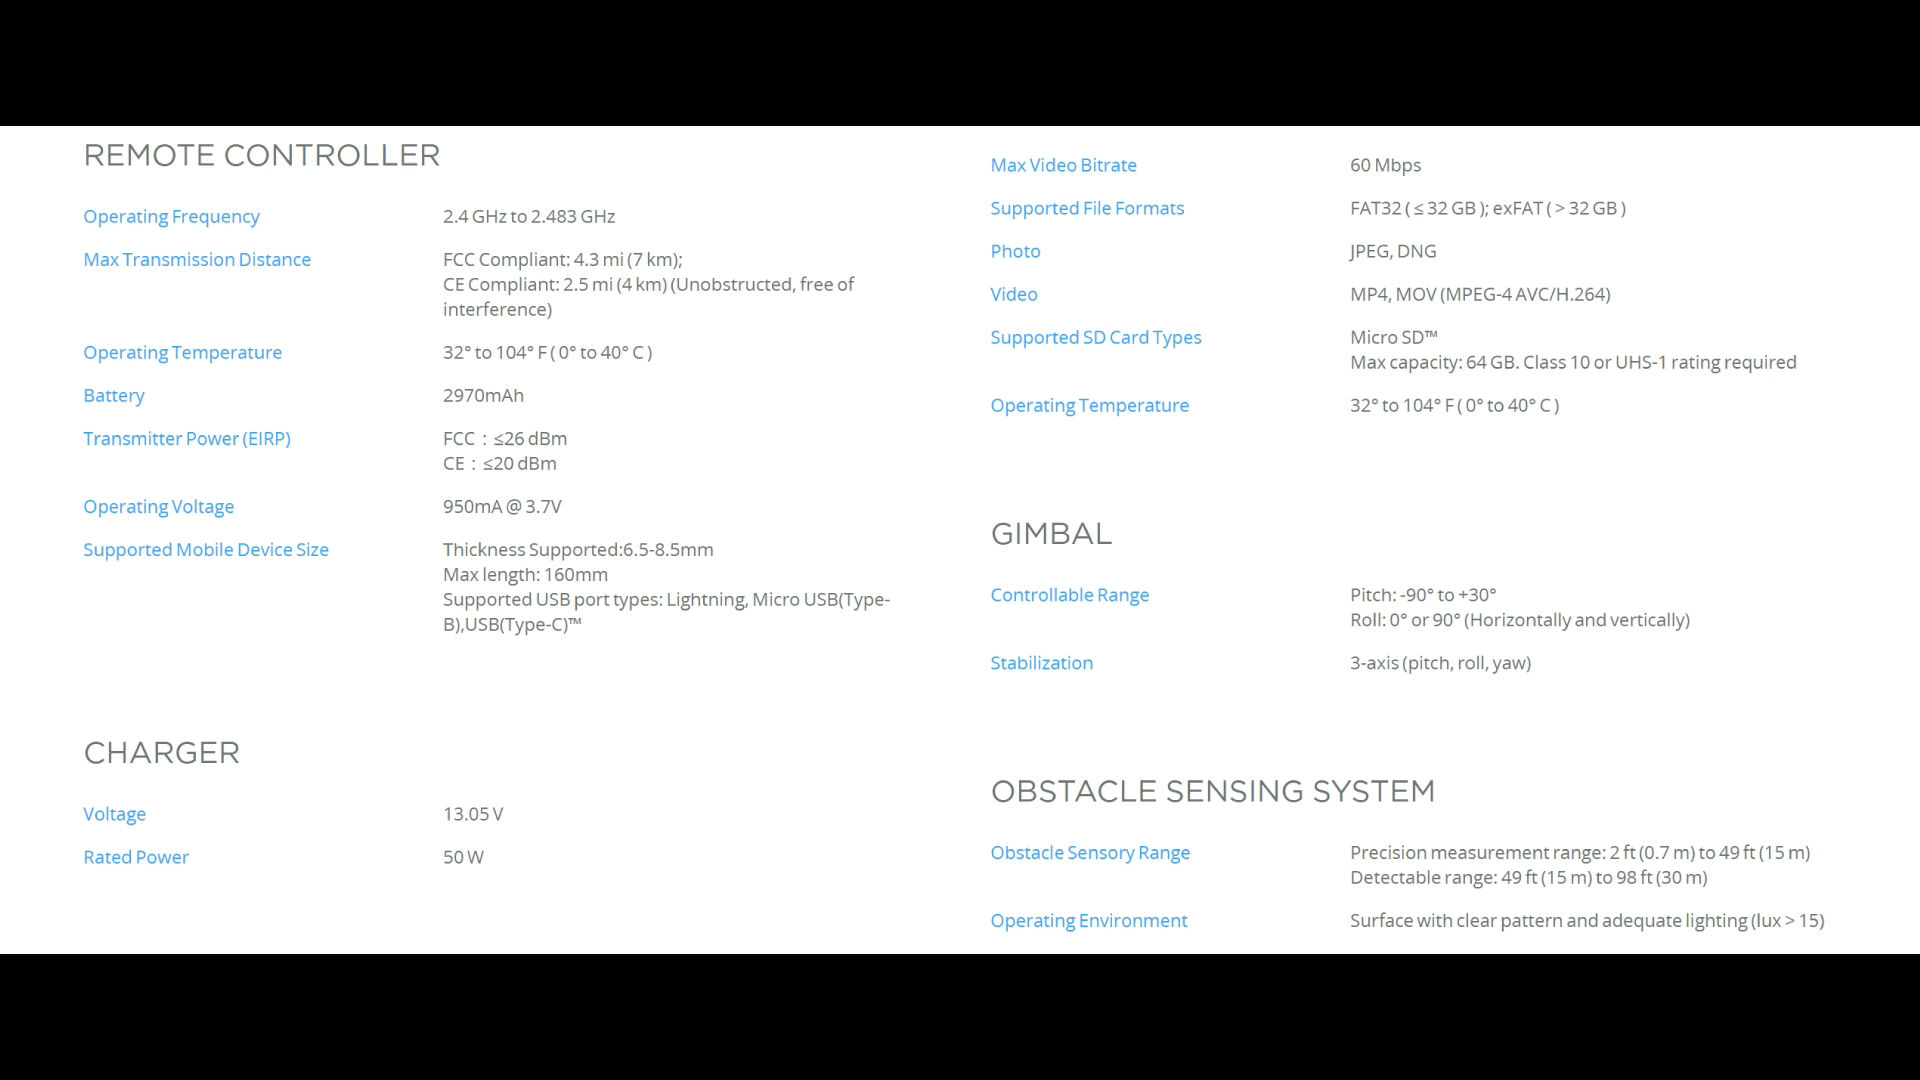 REMOTE CONTROLLER
Operating Frequency 2.4 GHz to 2.483 GHz
Max Transmission Distance FCC Compliant: 4.3 mi (7 km);
CE Compliant: 2.5 mi (4 km) (Unobstructed, free of
interference)
Operating Temperature 32° to 104° F ( 0° to 40° C )
Battery 2970mAh
Transmitter Power (EIRP) FCC : ≤26 dBm
CE : ≤20 dBm
Operating Voltage 950mA @ 3.7V
Supported Mobile Device Size Thickness Supported:6.5-8.5mm
Max length: 160mm
Supported USB port types: Lightning, Micro USB(Type-
B),USB(Type-C)™
CHARGER
Voltage 13.05 V
Rated Power 50 W
Max Video Bitrate 60 Mbps
Supported File Formats FAT32 ( ≤ 32 GB ); exFAT ( > 32 GB )
Photo JPEG, DNG
Video MP4, MOV (MPEG-4 AVC/H.264)
Supported SD Card Types Micro SD™
Max capacity: 64 GB. Class 10 or UHS-1 rating required
Operating Temperature 32° to 104° F ( 0° to 40° C )
GIMBAL
Controllable Range Pitch: -90° to +30°
Roll: 0° or 90° (Horizontally and vertically)
Stabilization 3-axis (pitch, roll, yaw)
OBSTACLE SENSING SYSTEM
Obstacle Sensory Range Precision measurement range: 2 ft (0.7 m) to 49 ft (15 m)
Detectable range: 49 ft (15 m) to 98 ft (30 m)
Operating Environment Surface with clear pattern and adequate lighting (lux > 15)